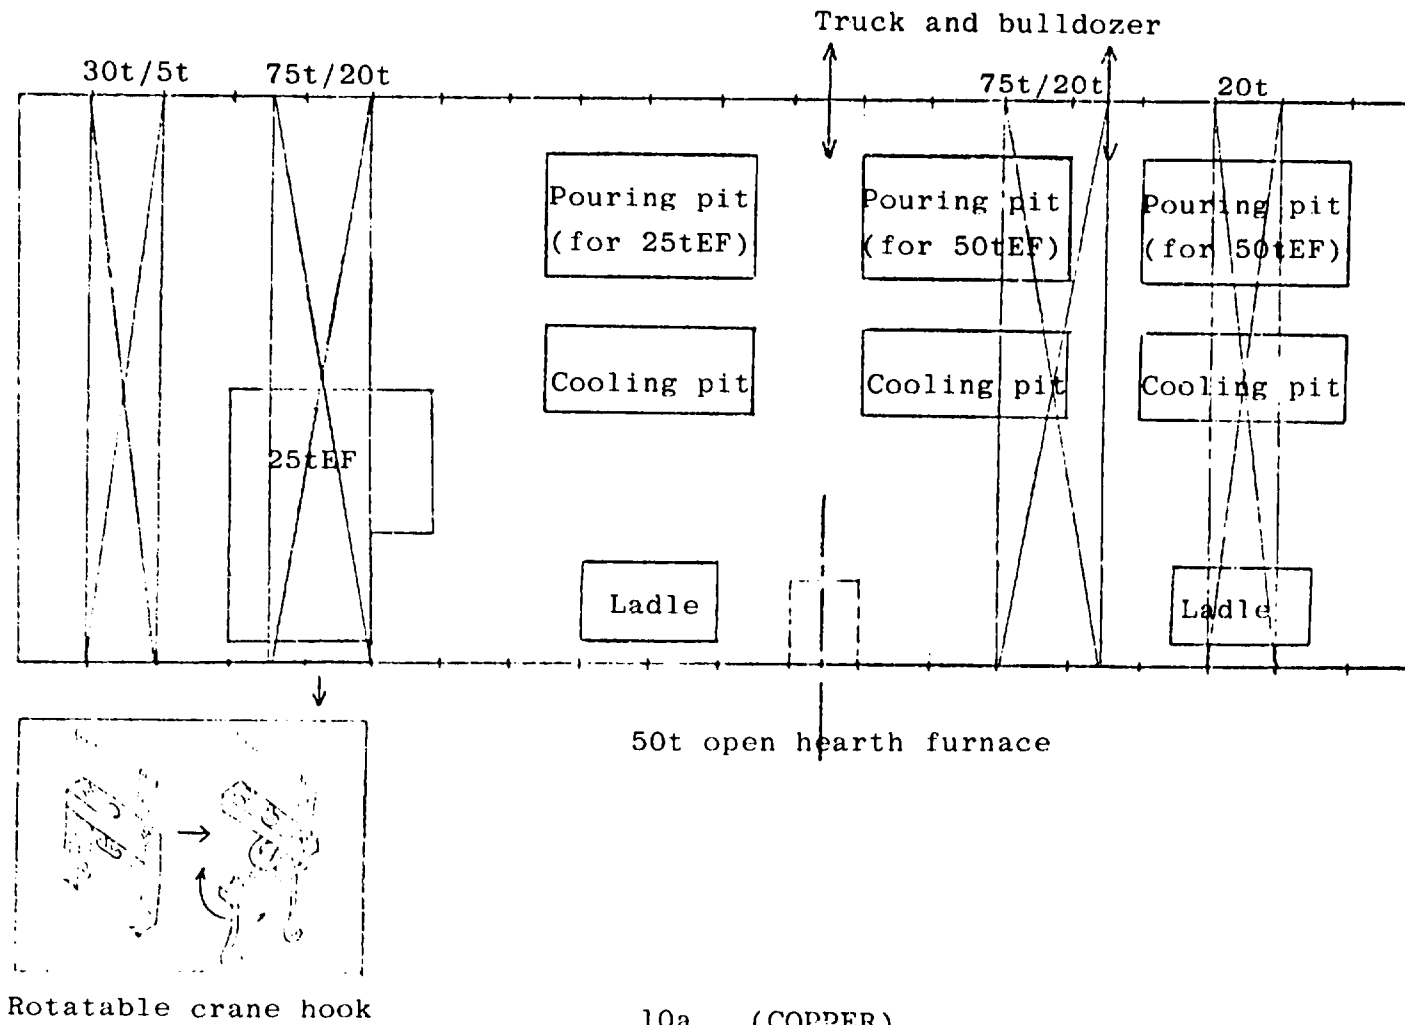 Truck and bulldozer
30t/5t
75t/20t
75t/20t
20t
Pouring pit
(for 25tEF)
Pouring pit
(for 50tEF)
Pouring pit
(for 50tEF)
Cooling pit
Cooling pit
Cooling pit
25tEF
Ladle
Ladle
50t open hearth furnace
Rotatable crane hook
10a (COPPER)